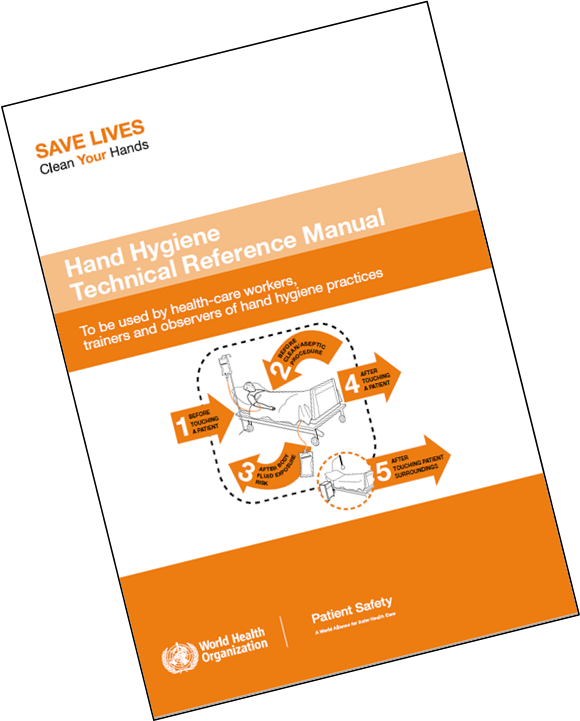 SAVE LIVES
Clean Your Hands
Hand Hygiene
Technical Reference Manual
To be used by health-care workers,
trainers and observers of hand hygiene practices
1
BEFORE
TOUCHING
A PATIENT
2
BEFORE
CLEAN/ASEPTIC
PROCEDURE
3
AFTER BODY
FLUID EXPOSURE
RISK
4
AFTER
TOUCHING
A PATIENT
5
AFTER
TOUCHING PATIENT
SURROUNDINGS
World Health
Organization
Patient Safety
A World Alliance for Safer Health Care